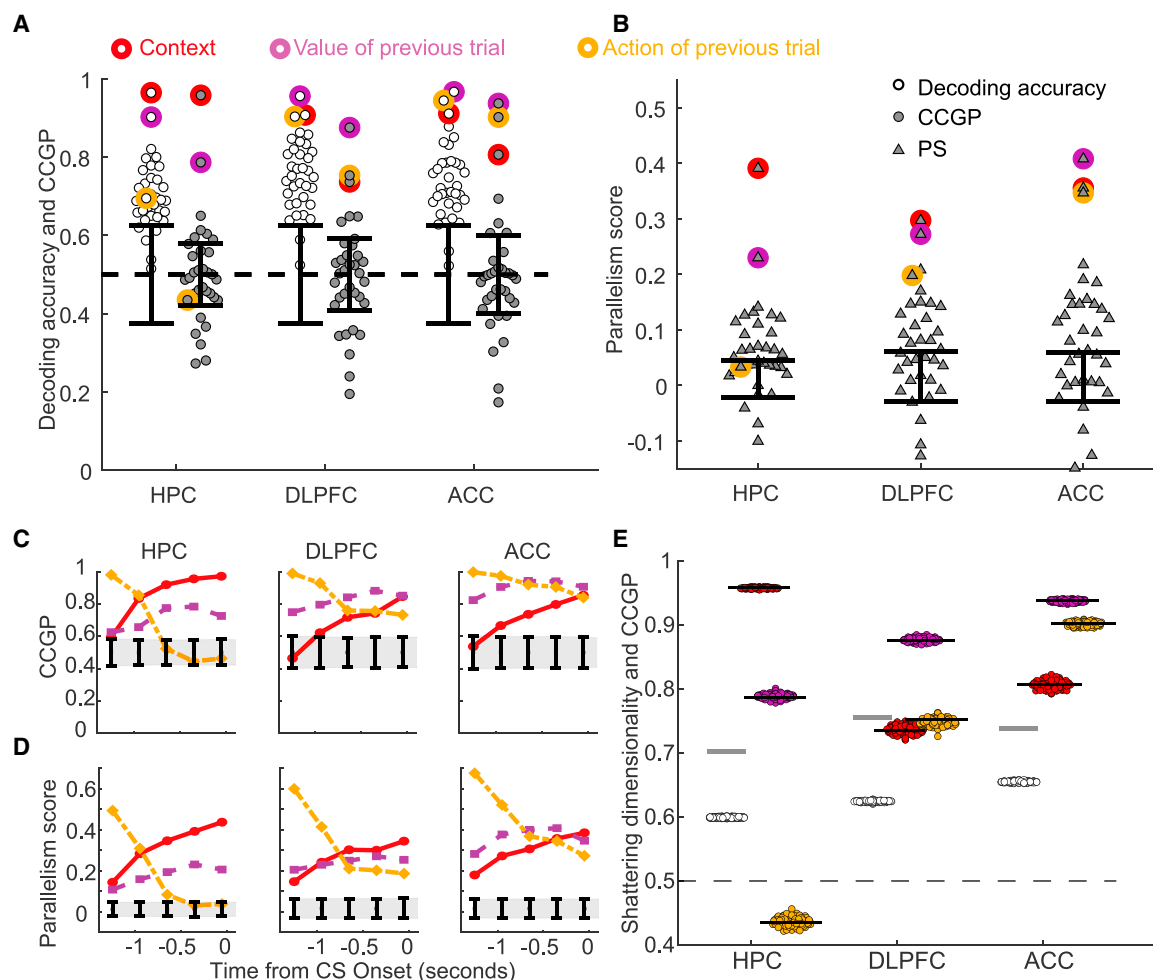 A
B
Context
Value of previous trial
Action of previous trial
Decoding accuracy and CCGP
1
0.8
0.6
0.4
0.2
0
HPC
DLPFC
ACC
Parallelism score
0.5
0.4
0.3
0.2
0.1
0
-0.1
Decoding accuracy
CCGP
PS
HPC
DLPFC
ACC
C
HPC
DLPFC
ACC
CCGP
1
0.8
0.6
0.4
0.2
0
D
Parallelism score
0.6
0.4
0.2
0
-1
-0.5
0
-1
-0.5
0
-1
-0.5
0
Time from CS Onset (seconds)
E
Shattering dimensionality and CCGP
1
0.9
0.8
0.7
0.6
0.5
0.4
HPC
DLPFC
ACC